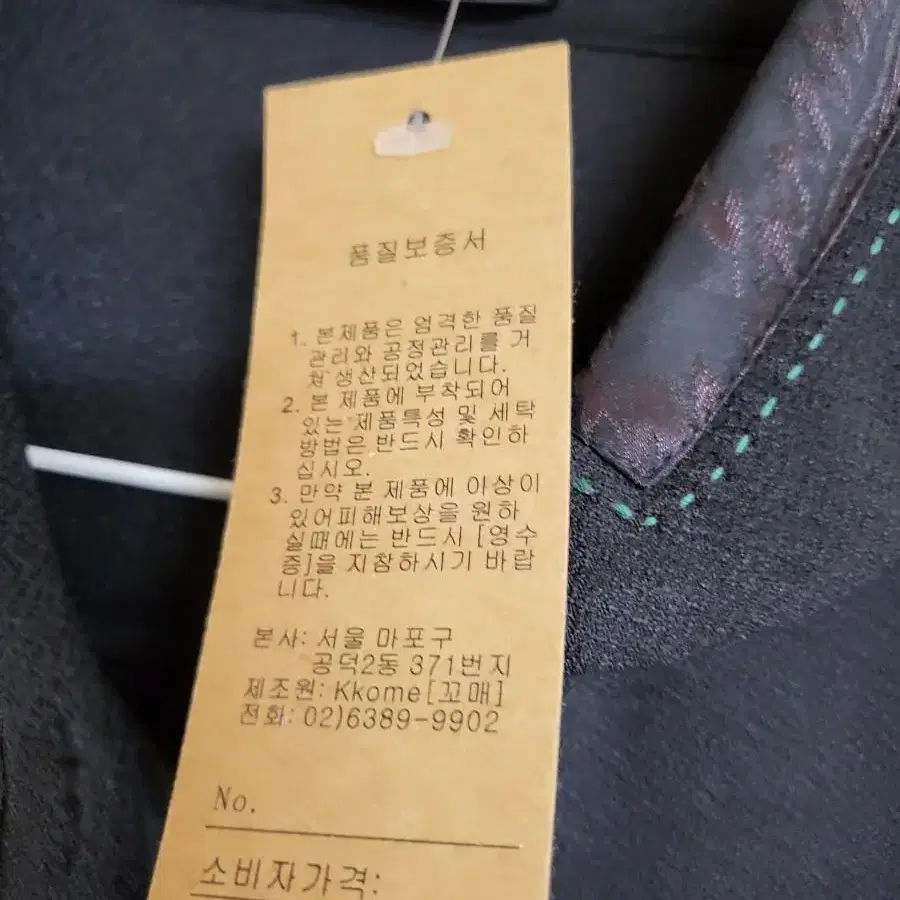 품질보증서
1. 본제품은 엄격한 품질
관리와 공정관리를 거
쳐 생산되었습니다.
2. 본 제품에 부착되어
있는 제품특성 및 세탁
방법은 반드시 확인하
십시오.
3. 만약 본 제품에 이상이
있어피해보상을 원하
실때에는 반드시 [영수
증]을 지참하시기 바랍
니다.
본사: 서울 마포구
공덕2동 371번지
제조원: Kkome[꼬매]
전화: 02)6389-9902
No.
소비자가격: